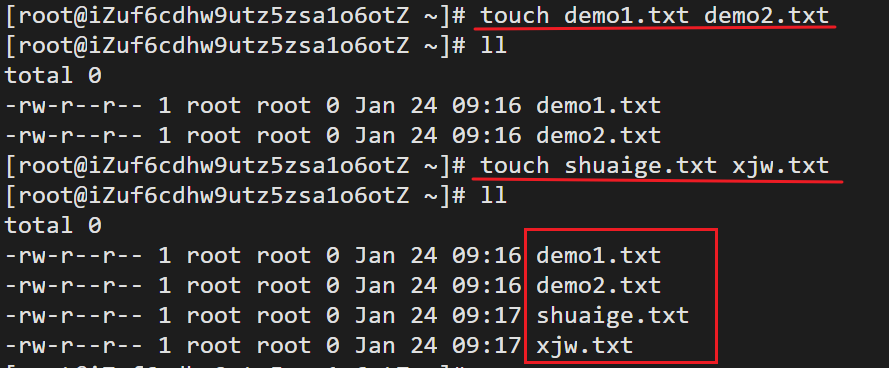 [root@iZuf6cdhw9utz5zsa1o6otZ ~]# touch demo1.txt demo2.txt
[root@iZuf6cdhw9utz5zsa1o6otZ ~]# ll
total 0
-rw-r--r-- 1 root root 0 Jan 24 09:16 demo1.txt
-rw-r--r-- 1 root root 0 Jan 24 09:16 demo2.txt
[root@iZuf6cdhw9utz5zsa1o6otZ ~]# touch shuaige.txt xjw.txt
[root@iZuf6cdhw9utz5zsa1o6otZ ~]# ll
total 0
-rw-r--r-- 1 root root 0 Jan 24 09:16 demo1.txt
-rw-r--r-- 1 root root 0 Jan 24 09:16 demo2.txt
-rw-r--r-- 1 root root 0 Jan 24 09:17 shuaige.txt
-rw-r--r-- 1 root root 0 Jan 24 09:17 xjw.txt
[root@iZuf6cdhw9utz5zsa1o6otZ ~]#